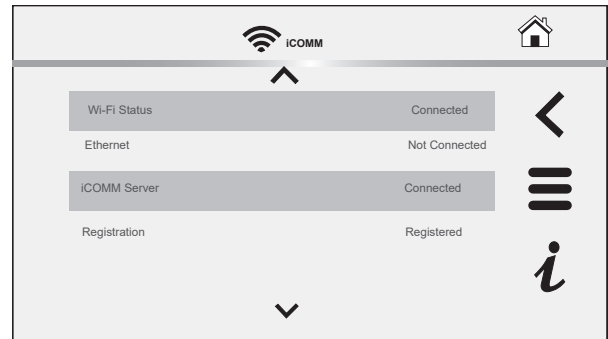 iCOMM
Wi-Fi Status Connected
Ethernet Not Connected
iCOMM Server Connected
Registration Registered
i